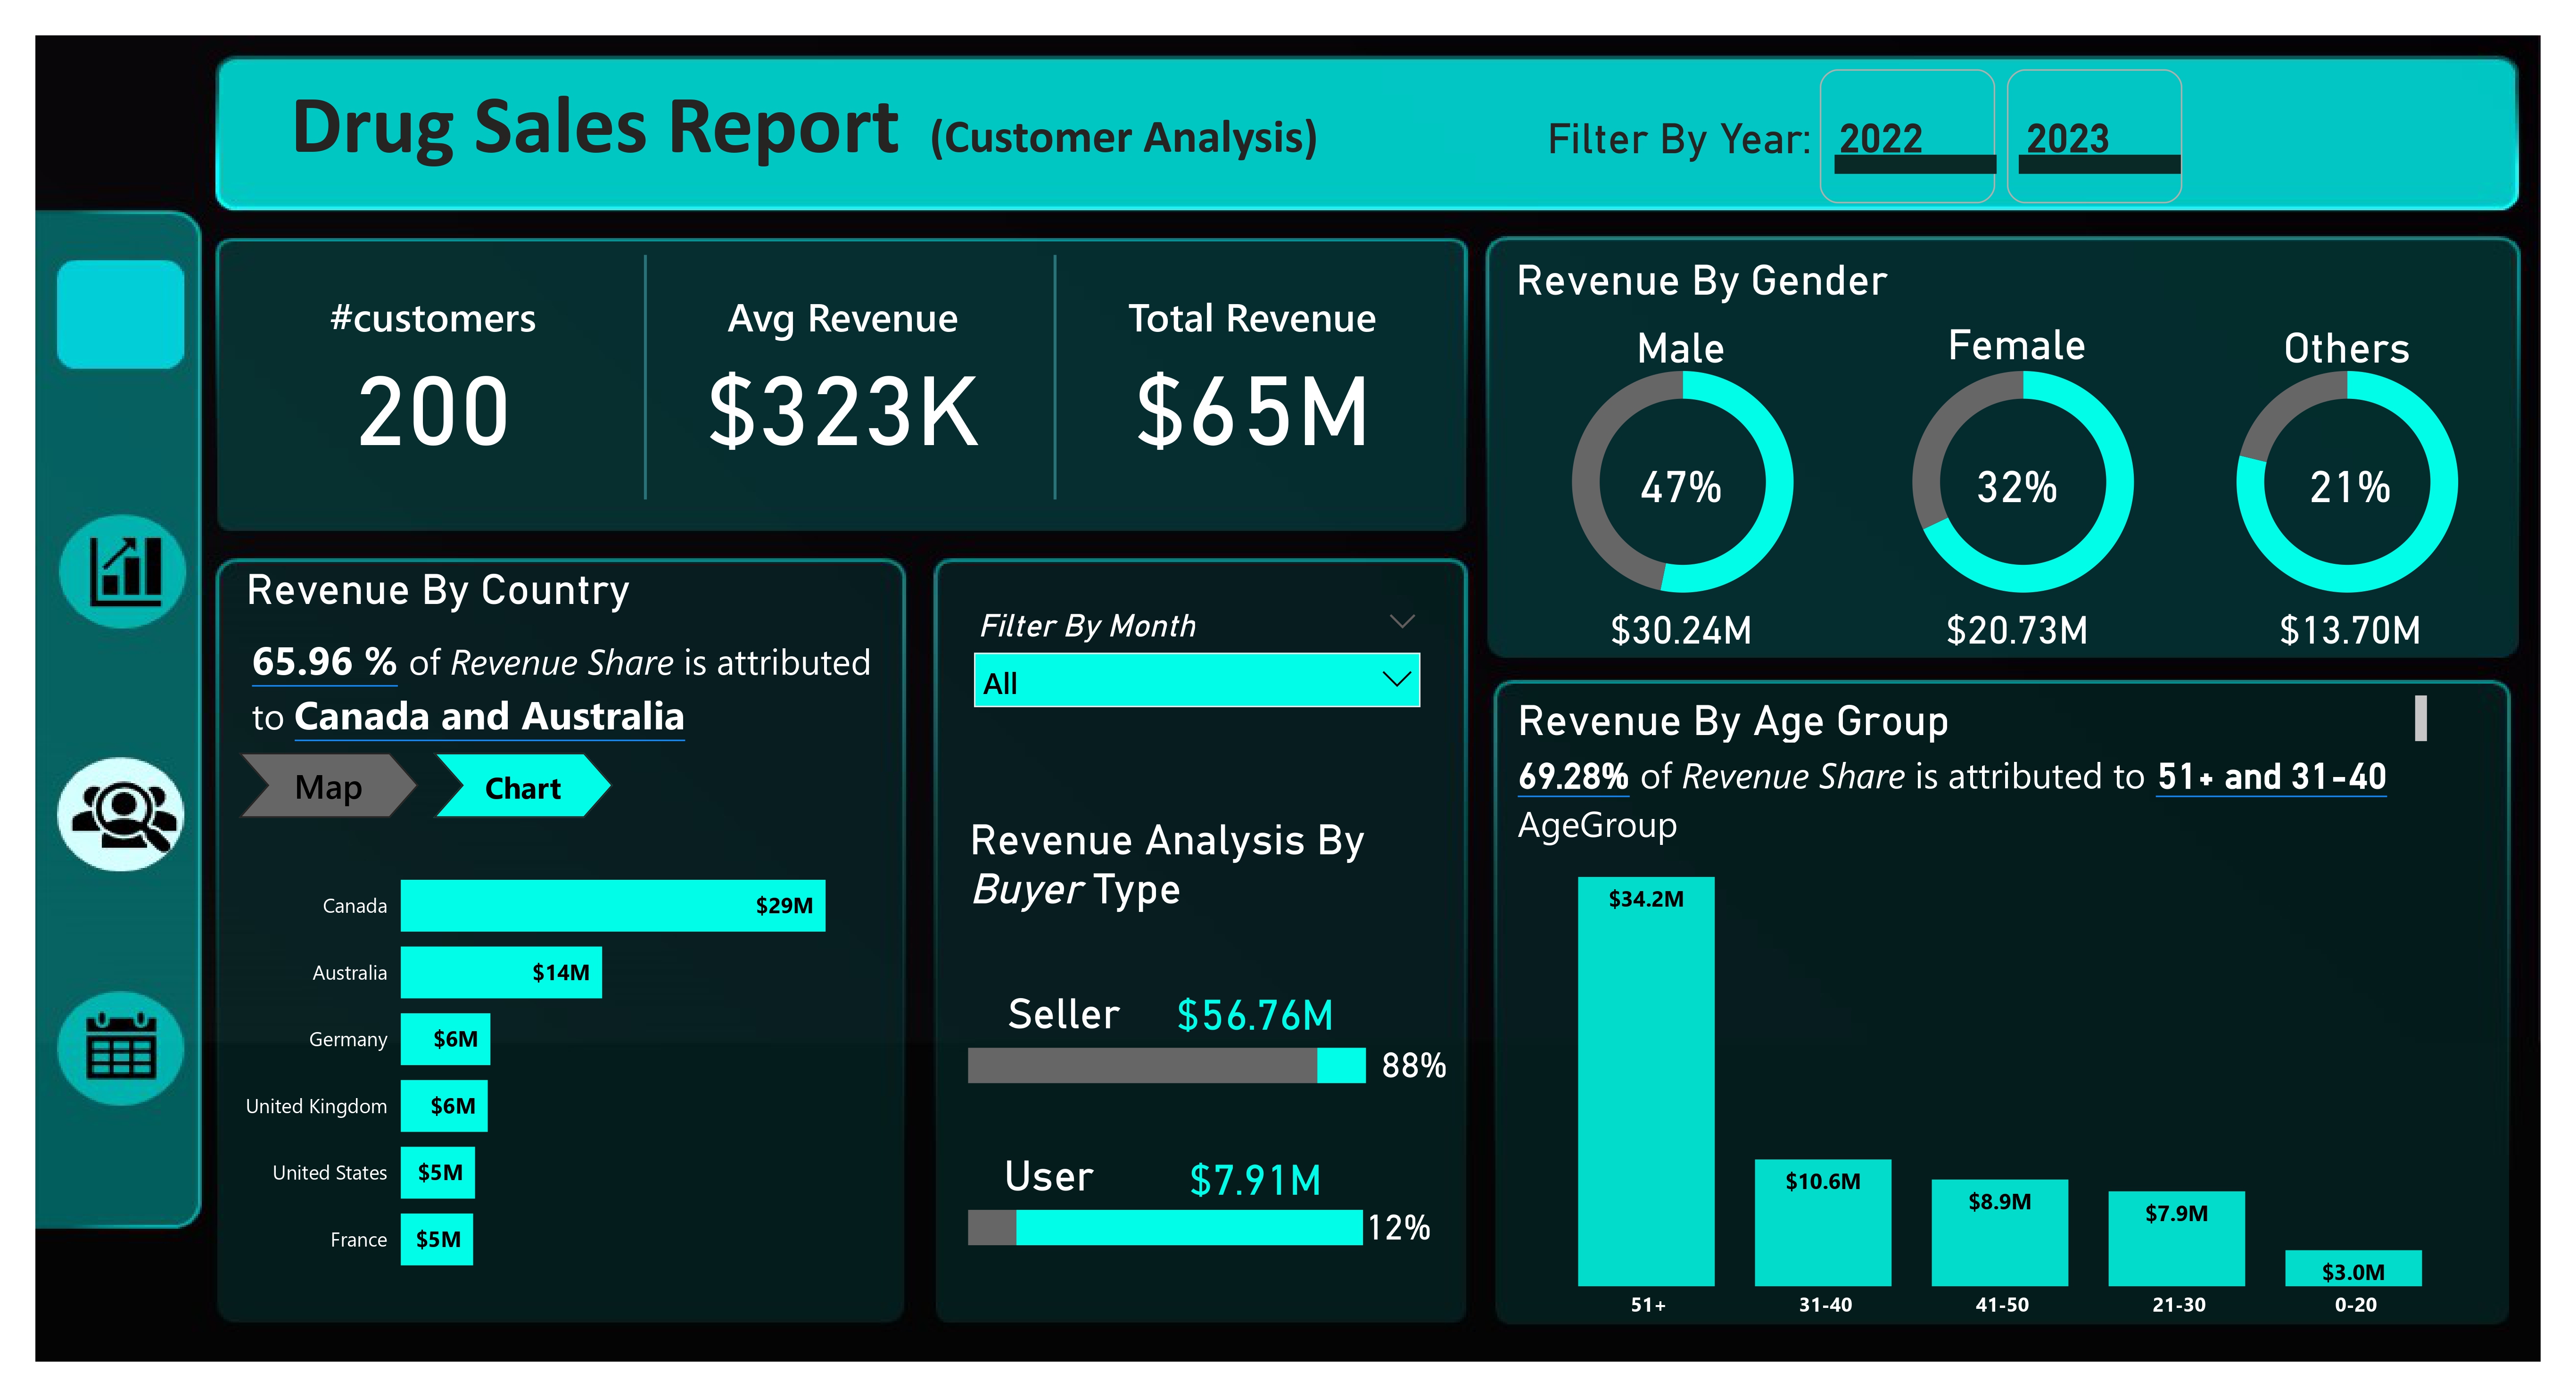 Drug Sales Report (Customer Analysis)
Filter By Year:
2022
2023
#customers
200
Avg Revenue
$323K
Total Revenue
$65M
Revenue By Gender
Male
47%
$30.24M
Female
32%
$20.73M
Others
21%
$13.70M
Revenue By Country
65.96 % of Revenue Share is attributed
to Canada and Australia
Map
Chart
Canada
$29M
Australia
$14M
Germany
$6M
United Kingdom
$6M
United States
$5M
France
$5M
Filter By Month
All
Revenue Analysis By
Buyer Type
Seller
$56.76M
88%
User
$7.91M
12%
Revenue By Age Group
69.28% of Revenue Share is attributed to 51+ and 31-40
AgeGroup
$34.2M
$10.6M
$8.9M
$7.9M
$3.0M
51+
31-40
41-50
21-30
0-20